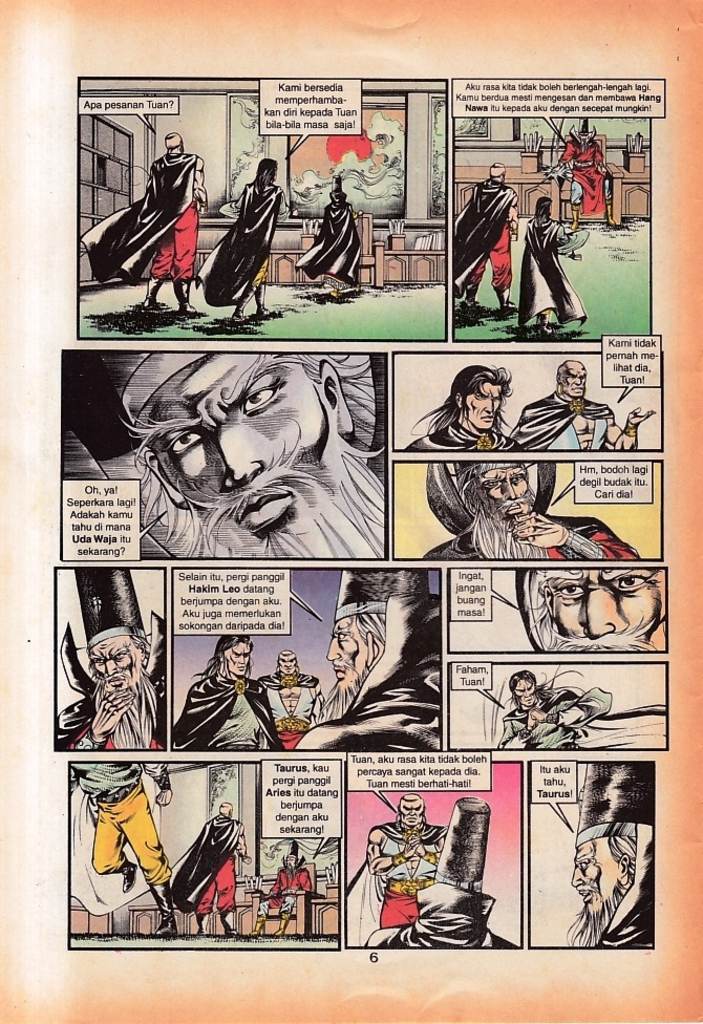 Apa pesanan Tuan?
Kami bersedia
memperhamba-
kan diri kepada Tuan
bila-bila masa saja!
Aku rasa kita tidak boleh berlengah-lengah lagi.
Kamu berdua mesti mengesan dan membawa Hang
Nawa itu kepada aku dengan secepat mungkin!
Oh, ya!
Seperkara lagi!
Adakah kamu
tahu di mana
Uda Waja itu
sekarang?
Kami tidak
pernah me-
lihat dia,
Tuan!
Hm, bodoh lagi
degil budak itu.
Cari dia!
Selain itu, pergi panggil
Hakim Leo datang
berjumpa dengan aku.
Aku juga memerlukan
sokongan daripada dia!
Ingat,
jangan
buang
masa!
Faham,
Tuan!
Taurus, kau
pergi panggil
Aries itu datang
berjumpa
dengan aku
sekarang!
Tuan, aku rasa kita tidak boleh
percaya sangat kepada dia.
Tuan mesti berhati-hati!
Itu aku
tahu,
Taurus!
6